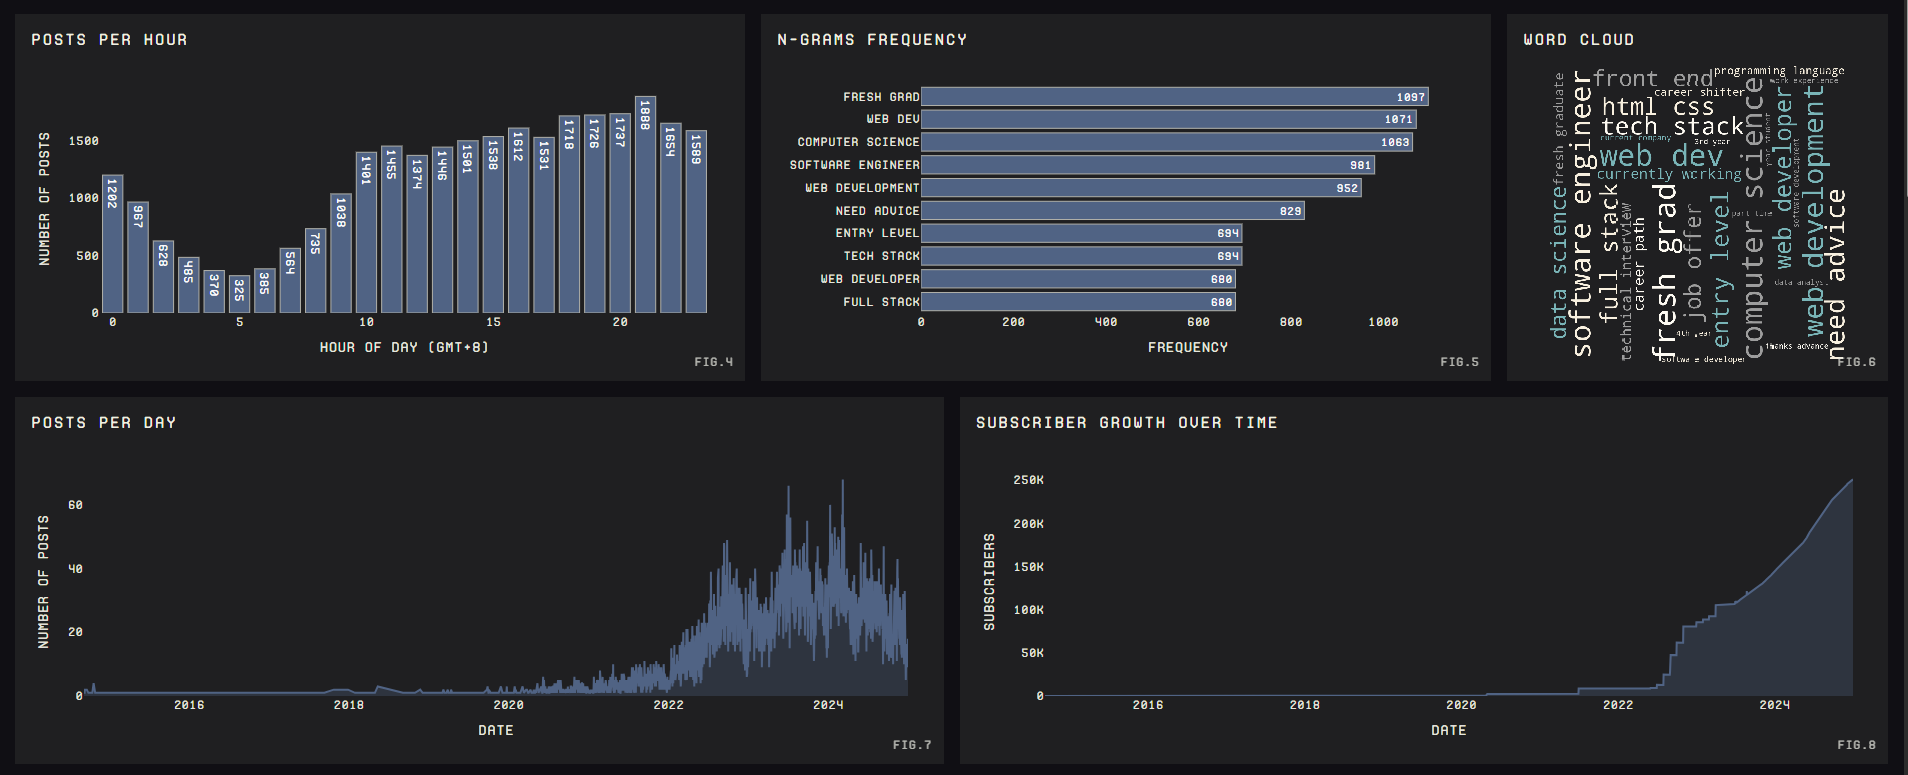 POSTS PER HOUR
NUMBER OF POSTS
1500
1000
500
0
1202
967
628
485
370
325
385
564
735
1038
1401
1455
1374
1446
1501
1538
1612
1531
1718
1726
1737
1888
1654
1589
0 5 10 15 20
HOUR OF DAY (GMT+8)
FIG.4
N-GRAMS FREQUENCY
FRESH GRAD 1097
WEB DEV 1071
COMPUTER SCIENCE 1063
SOFTWARE ENGINEER 981
WEB DEVELOPMENT 952
NEED ADVICE 829
ENTRY LEVEL 694
TECH STACK 694
WEB DEVELOPER 680
FULL STACK 680
0 200 400 600 800 1000
FREQUENCY
FIG.5
WORD CLOUD
fresh graduate
data science
software engineer
front end
programming language
work experience
career shifter
html css
tech stack
current company
3rd year
web dev
currently working
full stack
technical interview
career path
fresh grad
job offer
entry level
computer science
part time
web developer
software development
web development
need advice
data analyst
4th year
thanks advance
software developer
FIG.6
POSTS PER DAY
NUMBER OF POSTS
60
40
20
0
2016 2018 2020 2022 2024
DATE
FIG.7
SUBSCRIBER GROWTH OVER TIME
SUBSCRIBERS
250K
200K
150K
100K
50K
0
2016 2018 2020 2022 2024
DATE
FIG.8